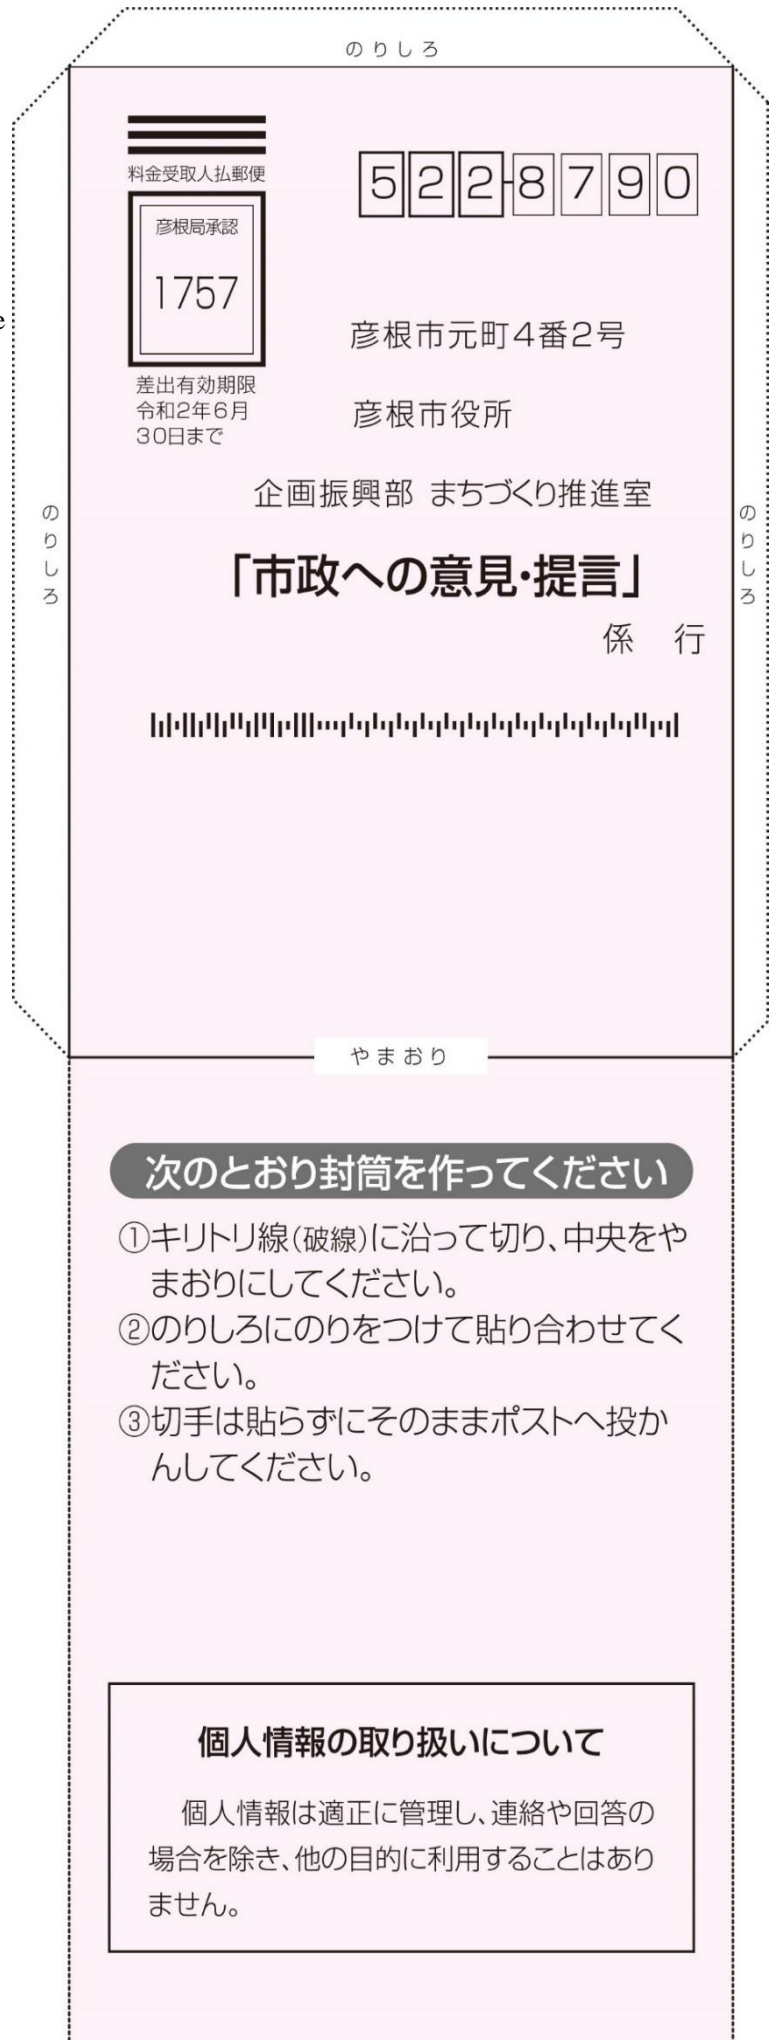 のりしろ
料金受取人払郵便
彦根局承認
1757
差出有効期限
令和2年6月
30日まで
522-8790
e
彦根市元町4番2号
彦根市役所
企画振興部 まちづくり推進室
「市政への意見・提言」
係 行
のりしろ
のりしろ
やまおり
次のとおり封筒を作ってください
①キリトリ線(破線)に沿って切り、中央をや
まおりにしてください。
②のりしろにのりをつけて貼り合わせてく
ださい。
③切手は貼らずにそのままポストへ投か
んしてください。
個人情報の取り扱いについて
個人情報は適正に管理し、連絡や回答の
場合を除き、他の目的に利用することはあり
ません。